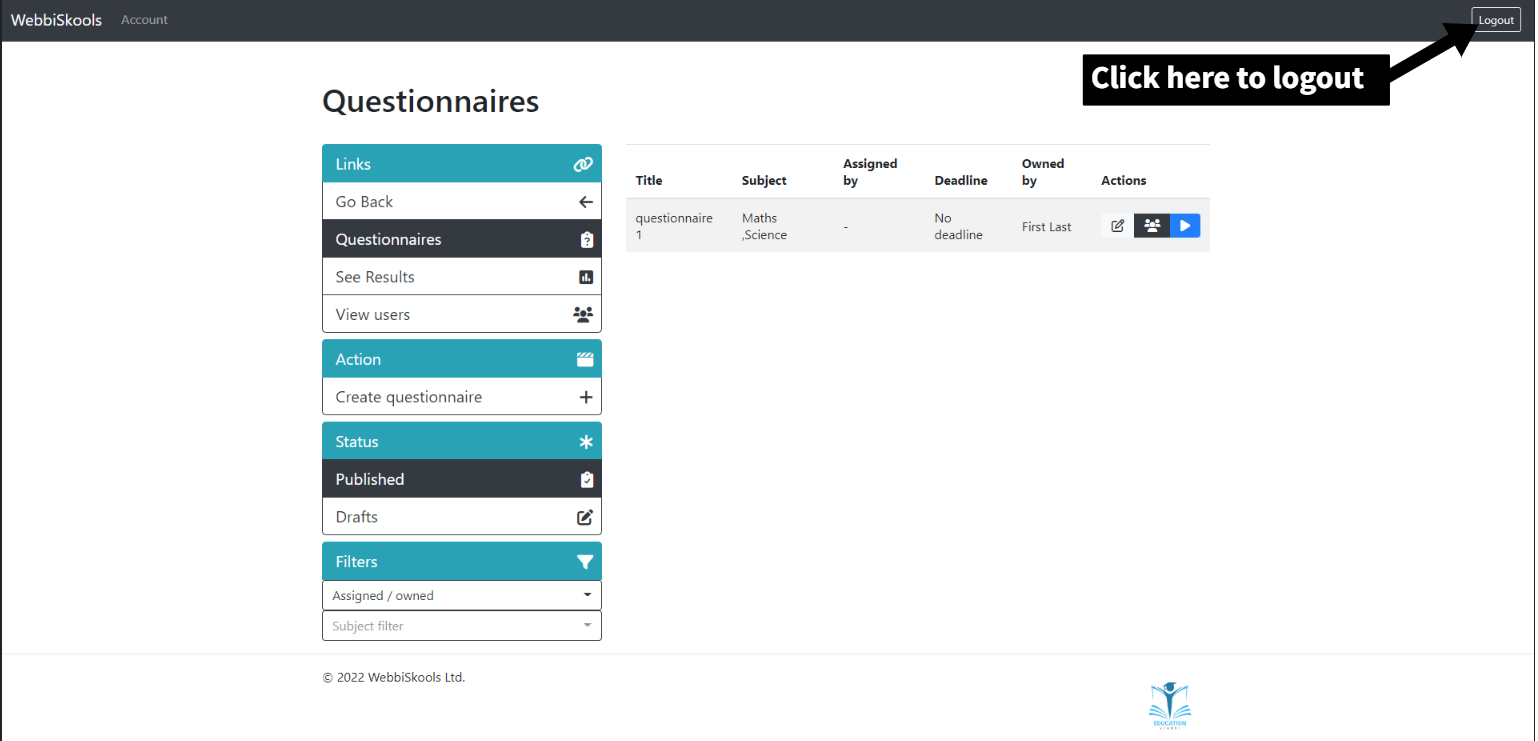 WebbiSkools Account Logout
Click here to logout
Questionnaires
Links
Go Back
Questionnaires
See Results
View users
Action
Create questionnaire
Status
Published
Drafts
Filters
Assigned / owned
Subject filter
Title Subject Assigned by Deadline Owned by Actions
questionnaire 1 Maths ,Science - No deadline First Last
© 2022 WebbiSkools Ltd.
EDUCATION